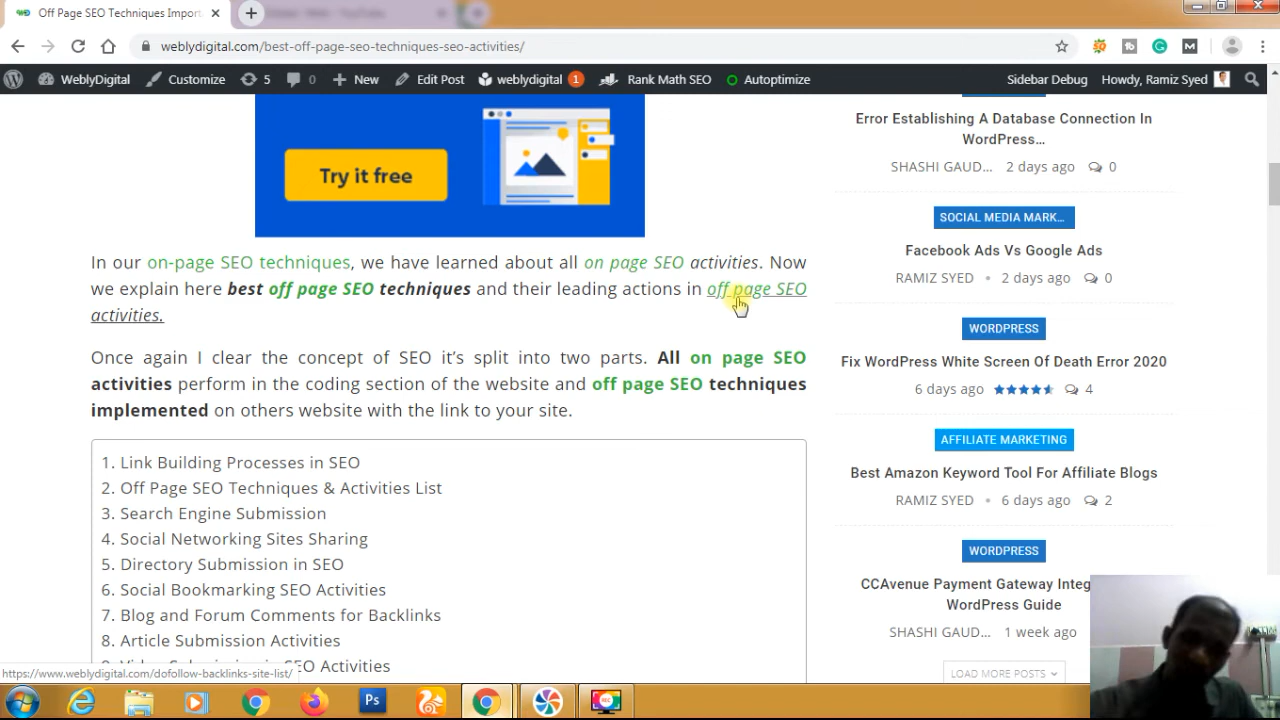 Off Page SEO Techniques Import
weblydigital.com/best-off-page-seo-techniques-seo-activities/
WeblyDigital Customize 5 0 New Edit Post weblydigital 1 Rank Math SEO Autoptimize Sidebar Debug Howdy, Ramiz Syed
Try it free
In our on-page SEO techniques, we have learned about all on page SEO activities. Now
we explain here best off page SEO techniques and their leading actions in off page SEO
activities.
Once again I clear the concept of SEO it's split into two parts. All on page SEO
activities perform in the coding section of the website and off page SEO techniques
implemented on others website with the link to your site.
1. Link Building Processes in SEO
2. Off Page SEO Techniques & Activities List
3. Search Engine Submission
4. Social Networking Sites Sharing
5. Directory Submission in SEO
6. Social Bookmarking SEO Activities
7. Blog and Forum Comments for Backlinks
8. Article Submission Activities
9. Video Submission in SEO Activities
Error Establishing A Database Connection In
WordPress...
SHASHI GAUD... 2 days ago 0
SOCIAL MEDIA MARK...
Facebook Ads Vs Google Ads
RAMIZ SYED • 2 days ago 0
WORDPRESS
Fix WordPress White Screen Of Death Error 2020
6 days ago 4
AFFILIATE MARKETING
Best Amazon Keyword Tool For Affiliate Blogs
RAMIZ SYED • 6 days ago 2
WORDPRESS
CCAvenue Payment Gateway Integ
WordPress Guide
SHASHI GAUD... 1 week ago
LOAD MORE POSTS
https://www.weblydigital.com/dofollow-backlinks-site-list/
Ps